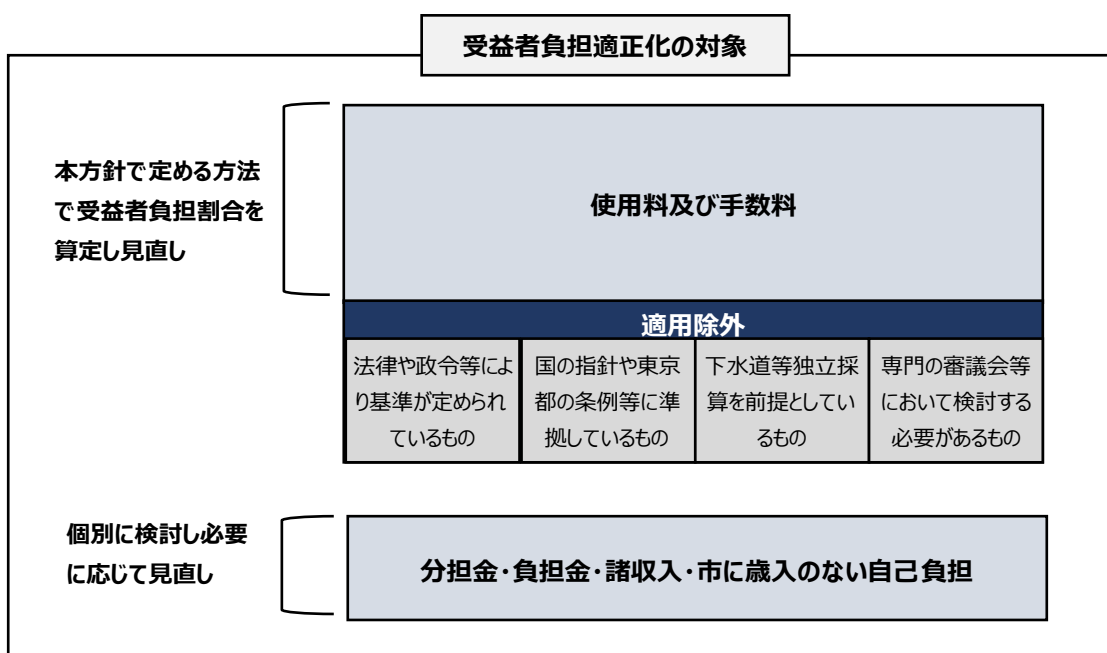 受益者負担適正化の対象
本方針で定める方法
で受益者負担割合を
算定し見直し
使用料及び手数料
適用除外
法律や政令等によ
り基準が定められ
ているもの
国の指針や東京
都の条例等に準
拠しているもの
下水道等独立採
算を前提としてい
るもの
専門の審議会等
において検討する
必要があるもの
個別に検討し必要
に応じて見直し
分担金・負担金・諸収入・市に歳入のない自己負担